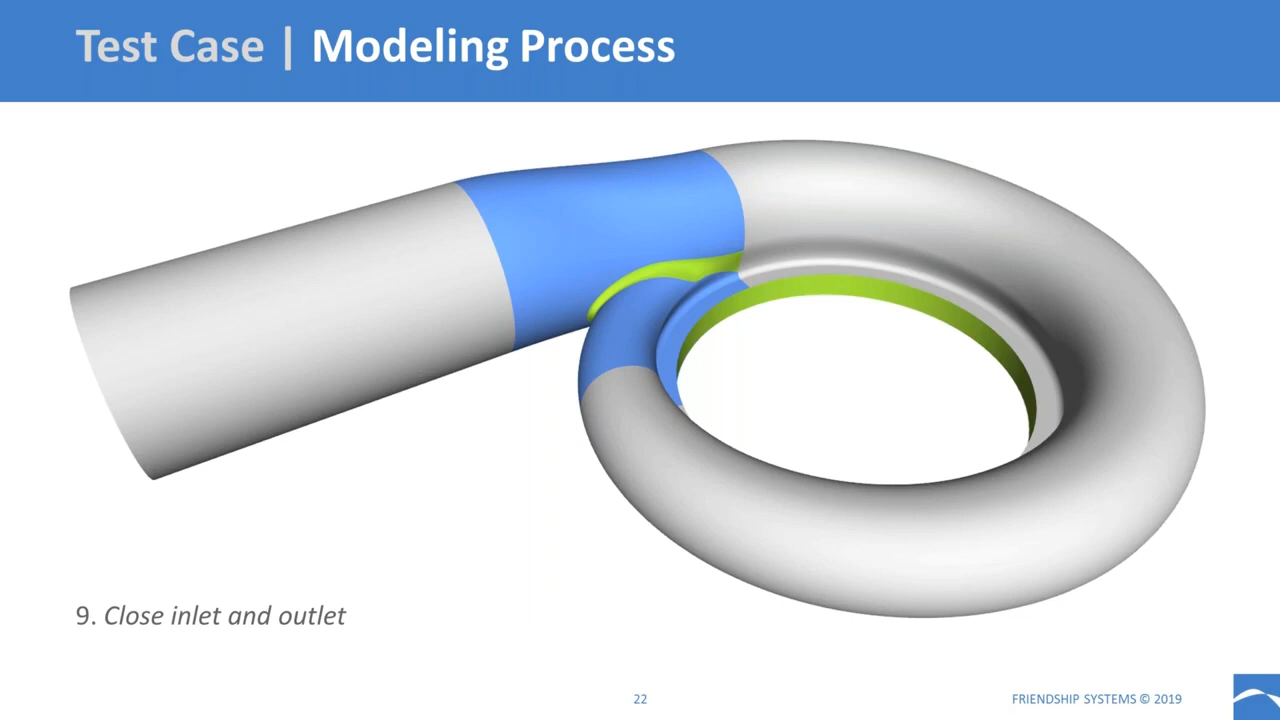 Test Case | Modeling Process
9. Close inlet and outlet
22
FRIENDSHIP SYSTEMS © 2019